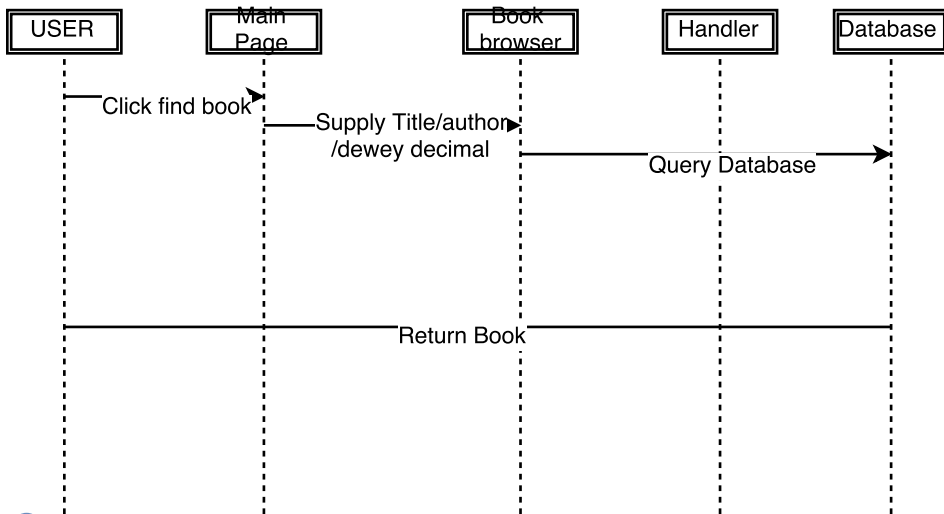 USER
Main
Page
Book
browser
Handler
Database
Click find book
Supply Title/author
/dewey decimal
Query Database
Return Book